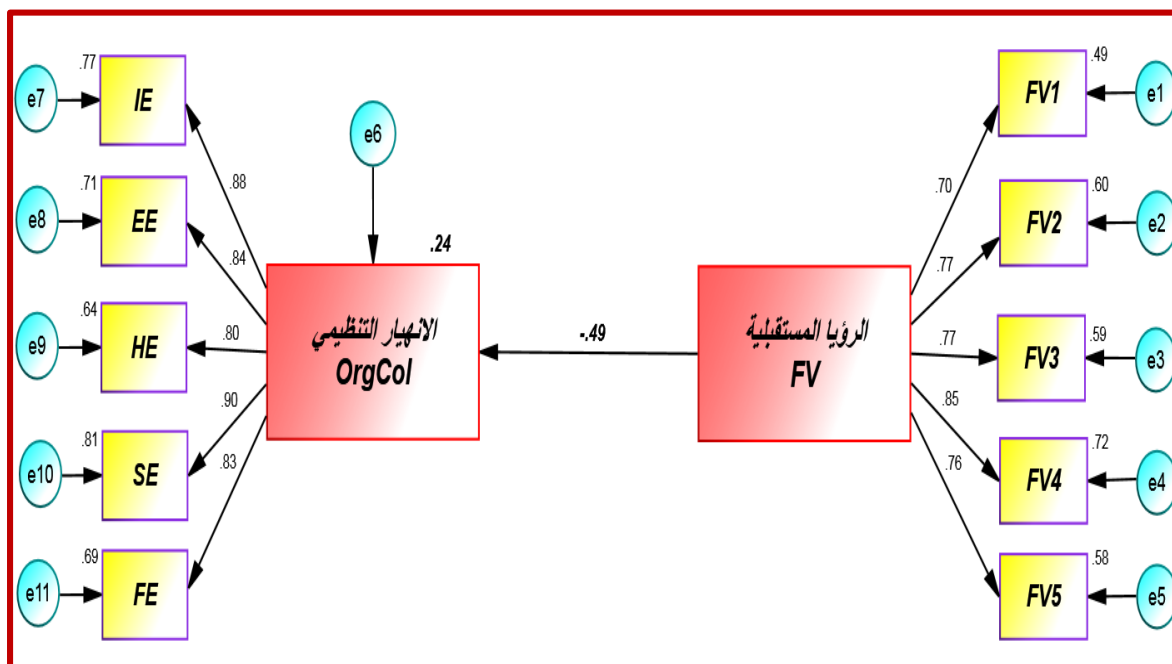 .77
e7
IE
.88
.71
e8
EE
.84
.64
e9
HE
.80
.81
e10
SE
.90
.69
e11
FE
.83
e6
.24
الانهيار التنظيمي
OrgCol
-.49
الرؤيا المستقبلية
FV
.70
.49
FV1
e1
.77
.60
FV2
e2
.77
.59
FV3
e3
.85
.72
FV4
e4
.76
.58
FV5
e5